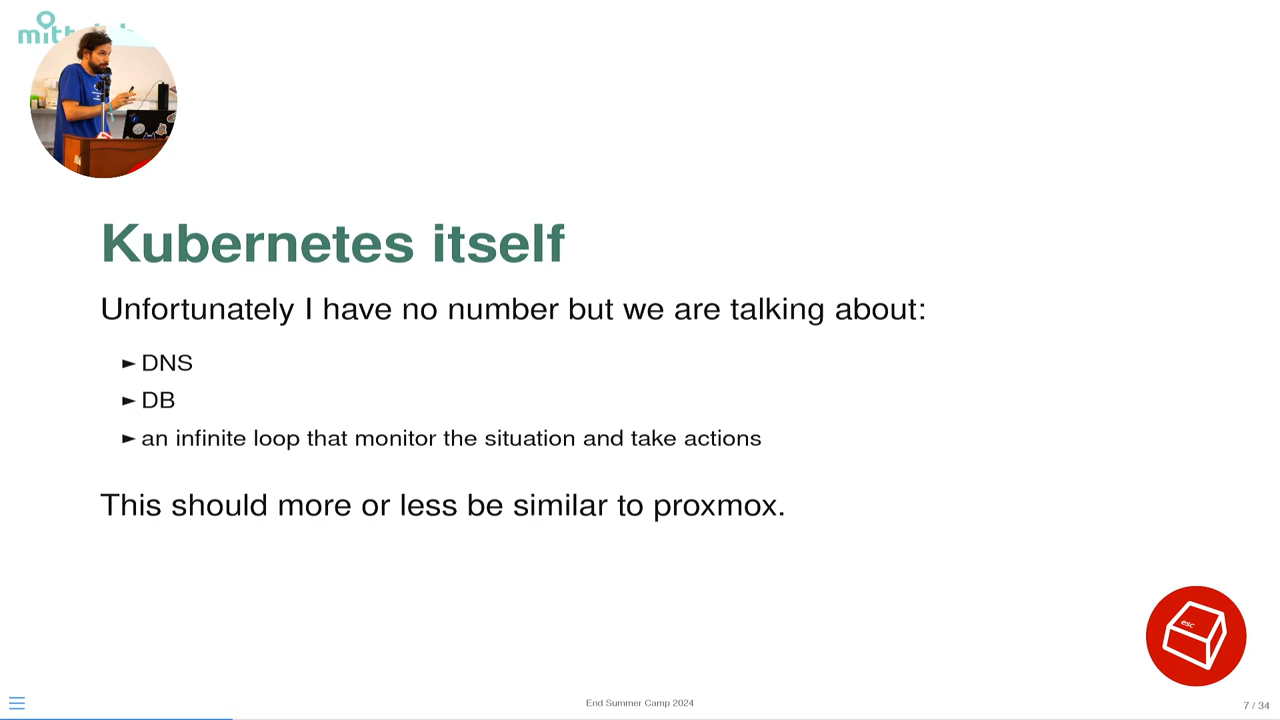 Kubernetes itself
Unfortunately I have no number but we are talking about:
► DNS
► DB
► an infinite loop that monitor the situation and take actions
This should more or less be similar to proxmox.
esc
End Summer Camp 2024
7 / 34